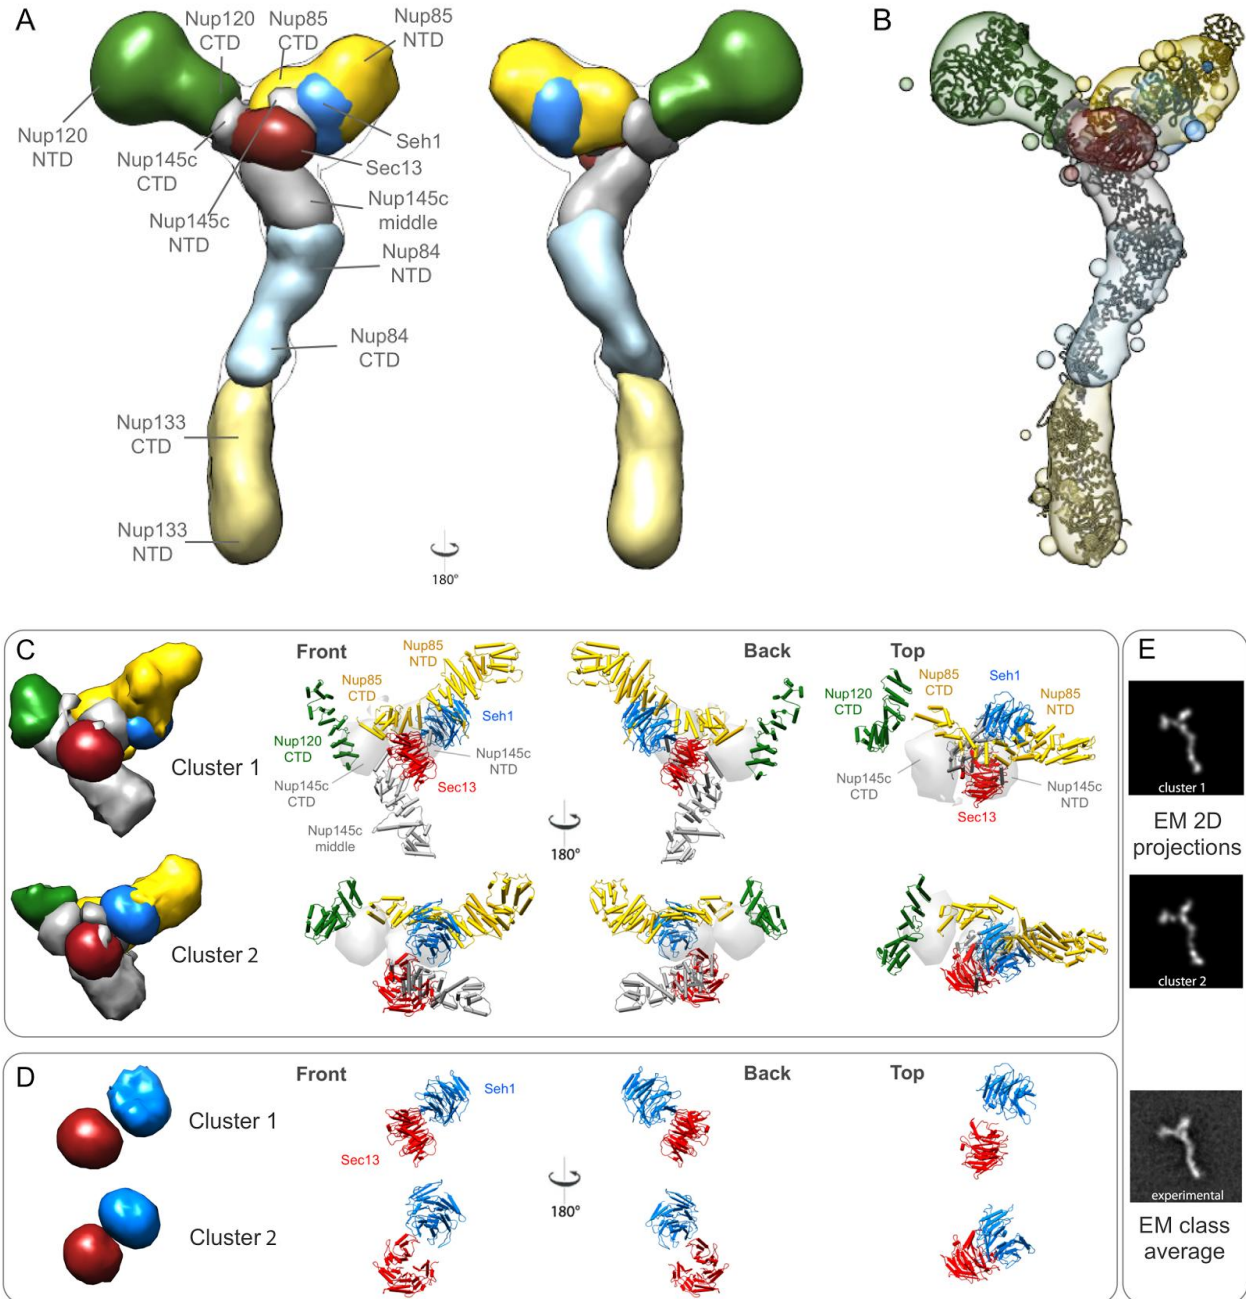 A
Nup120
CTD
Nup85
CTD
Nup85
NTD
Nup120
NTD
Seh1
Nup145c
CTD
Sec13
Nup145c
NTD
Nup145c
middle
Nup84
NTD
Nup84
CTD
Nup133
CTD
Nup133
NTD
180°
B
C
Cluster 1
Cluster 2
Front
Nup85
NTD
Nup85
CTD
Seh1
Nup120
CTD
Nup145c
NTD
Nup145c
CTD
Sec13
Nup145c
middle
180°
Back
Top
Nup85
CTD
Seh1
Nup120
CTD
Nup85
NTD
Nup145c
CTD
Nup145c
NTD
Sec13
D
Cluster 1
Cluster 2
Front
Seh1
Sec13
180°
Back
Top
E
cluster 1
EM 2D
projections
cluster 2
experimental
EM class
average